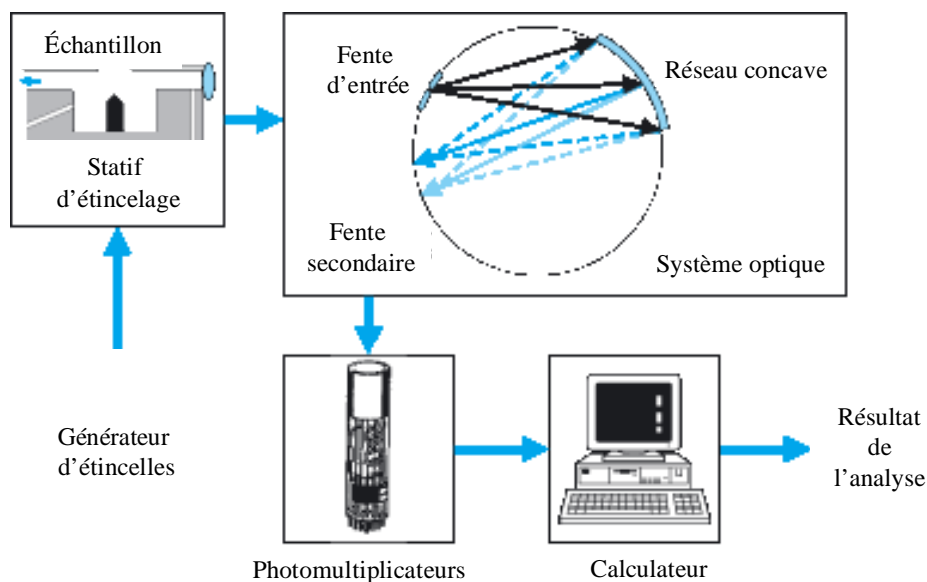 Échantillon
Statif
d'étincelage
Fente
d'entrée
Réseau concave
Fente
secondaire
Système optique
Générateur
d'étincelles
Résultat
de
l'analyse
Photomultiplicateurs
Calculateur